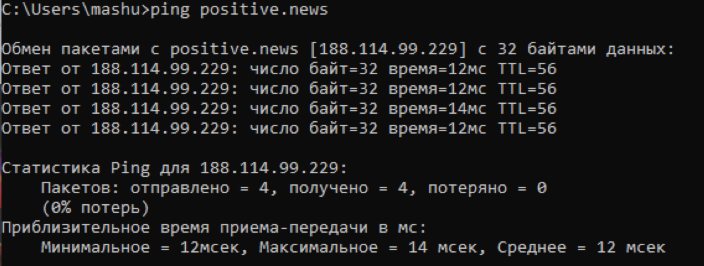 C:\Users\mashu>ping positive.news
Обмен пакетами с positive.news [188.114.99.229] с 32 байтами данных:
Ответ от 188.114.99.229: число байт=32 время=12мс TTL=56
Ответ от 188.114.99.229: число байт=32 время=12мс TTL=56
Ответ от 188.114.99.229: число байт=32 время=14мс TTL=56
Ответ от 188.114.99.229: число байт=32 время=12мс TTL=56
Статистика Ping для 188.114.99.229:
Пакетов: отправлено = 4, получено = 4, потеряно = 0
(0% потерь)
Приблизительное время приема-передачи в мс:
Минимальное = 12мсек, Максимальное = 14 мсек, Среднее = 12 мсек